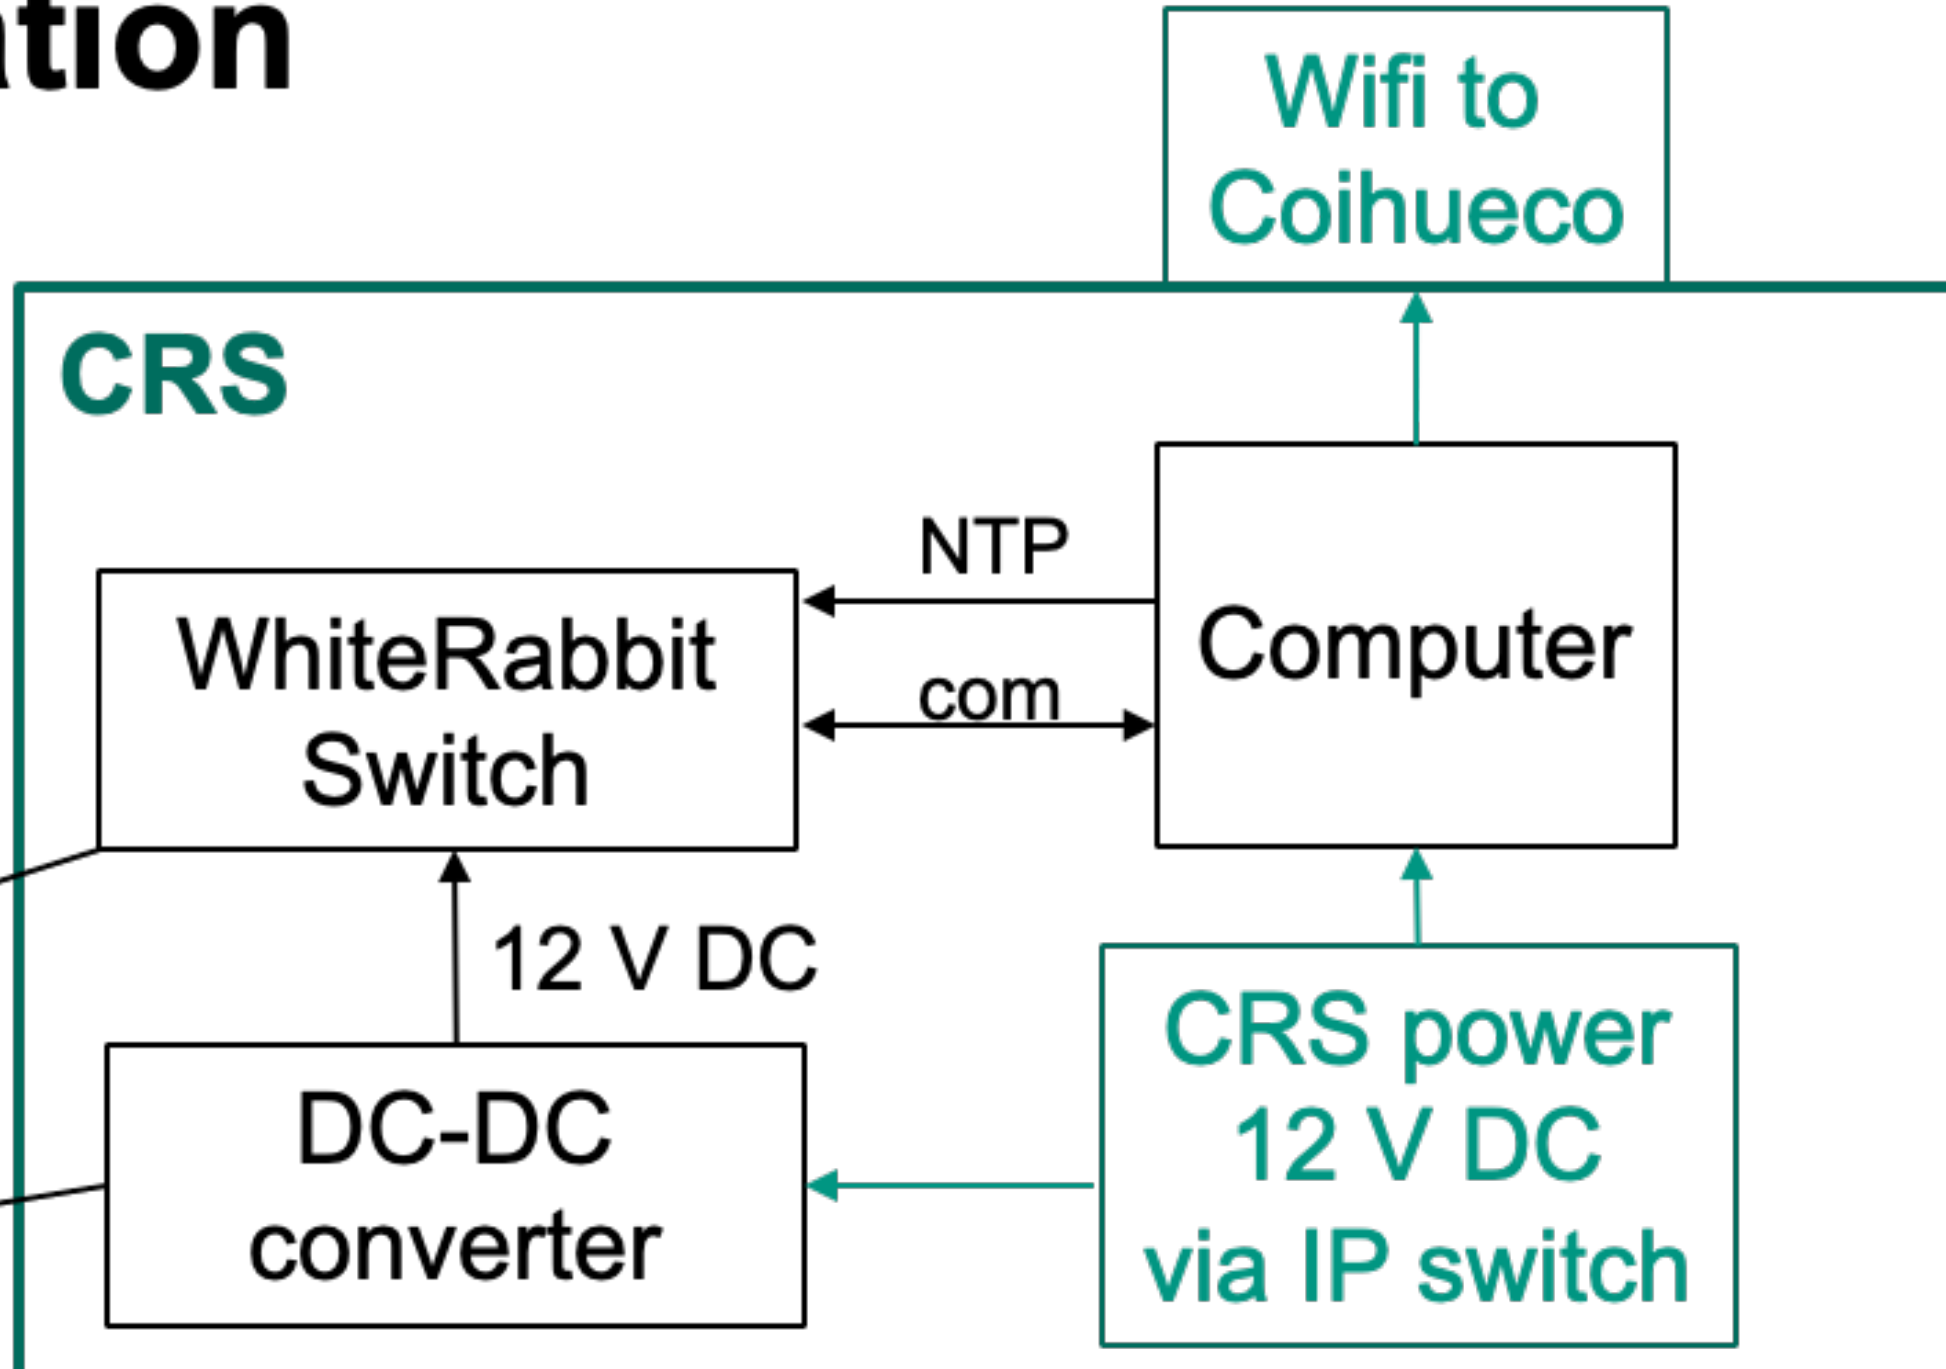 Wifi to
Coihueco
CRS
NTP
Computer
WhiteRabbit
Switch
com
12 V DC
CRS power
12 V DC
via IP switch
DC-DC
converter